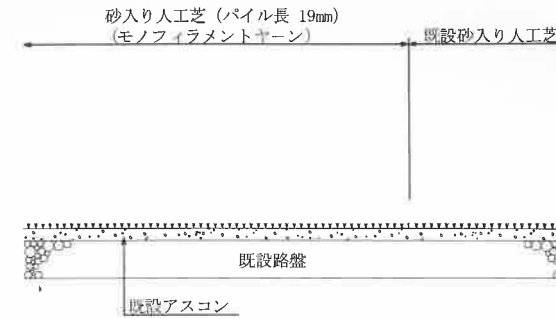 砂入り人工芝 (パイル長 19mm)
(モノフィラメントヤーン)
既設砂入り人工芝
既設路盤
既設アスコン